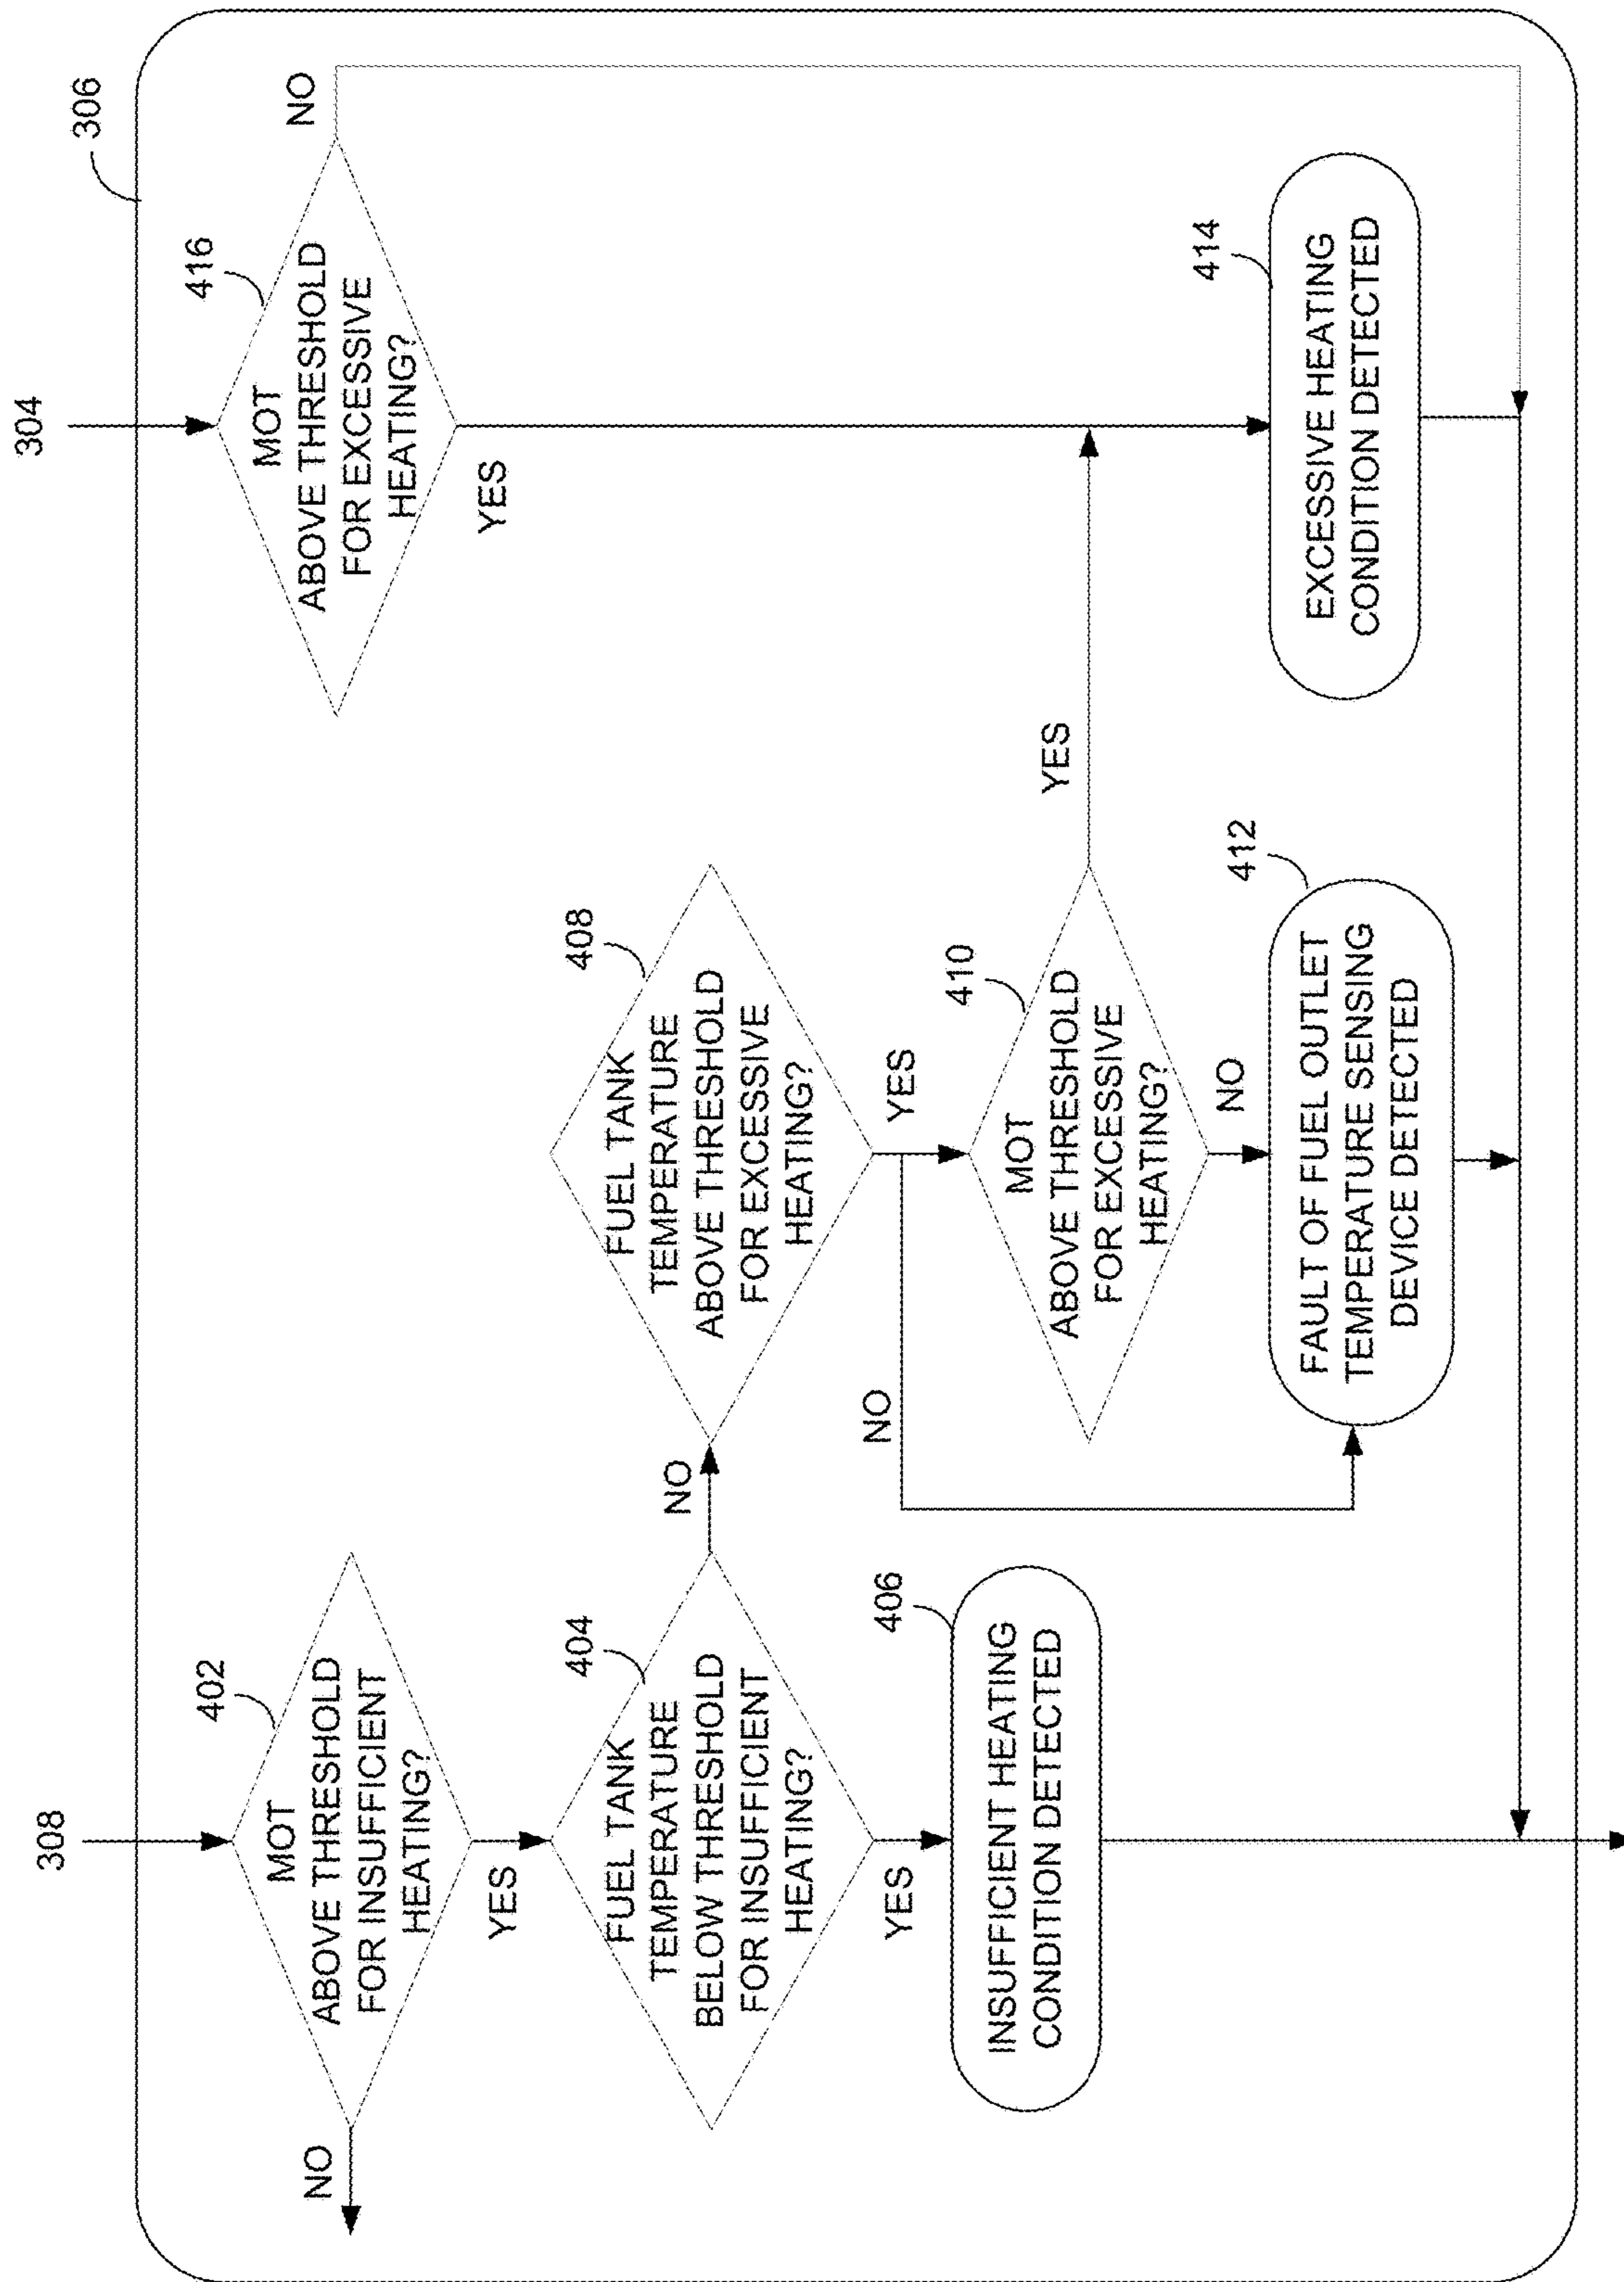 308
304
306
402
MOT
ABOVE THRESHOLD
FOR INSUFFICIENT
HEATING?
NO
YES
416
MOT
ABOVE THRESHOLD
FOR EXCESSIVE
HEATING?
NO
YES
404
FUEL TANK
TEMPERATURE
BELOW THRESHOLD
FOR INSUFFICIENT
HEATING?
NO
YES
408
FUEL TANK
TEMPERATURE
ABOVE THRESHOLD
FOR EXCESSIVE
HEATING?
NO
YES
406
INSUFFICIENT HEATING
CONDITION DETECTED
410
MOT
ABOVE THRESHOLD
FOR EXCESSIVE
HEATING?
YES
NO
412
FAULT OF FUEL OUTLET
TEMPERATURE SENSING
DEVICE DETECTED
414
EXCESSIVE HEATING
CONDITION DETECTED